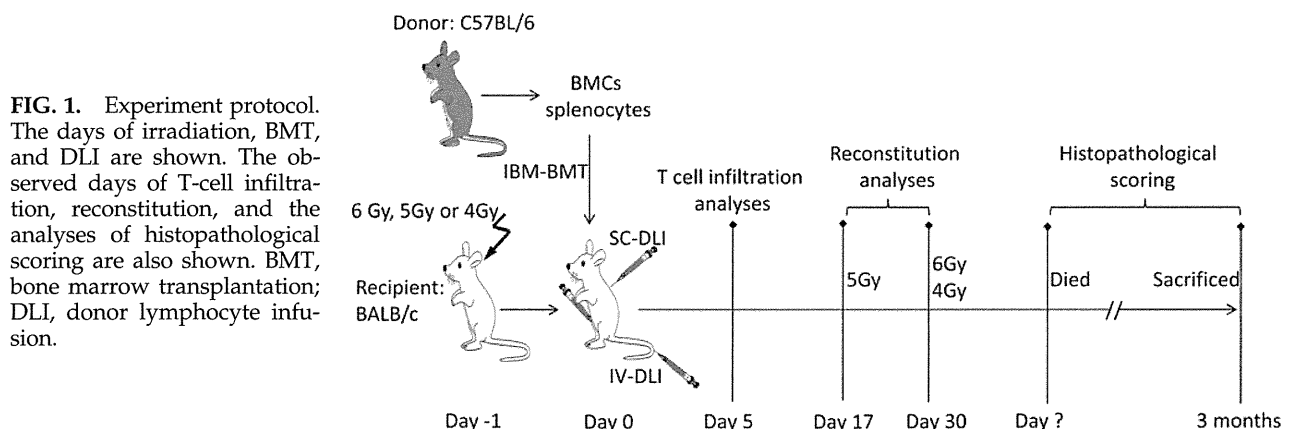 FIG. 1. Experiment protocol.
The days of irradiation, BMT,
and DLI are shown. The ob-
served days of T-cell infiltra-
tion, reconstitution, and the
analyses of histopathological
scoring are also shown. BMT,
bone marrow transplantation;
DLI, donor lymphocyte infu-
sion.
Donor: C57BL/6
BMCs
splenocytes
IBM-BMT
6 Gy, 5Gy or 4Gy
Recipient:
BALB/c
SC-DLI
IV-DLI
T cell infiltration
analyses
Reconstitution
analyses
Histopathological
scoring
5Gy
6Gy
4Gy
Died
Sacrificed
Day -1
Day 0
Day 5
Day 17
Day 30
Day ?
3 months